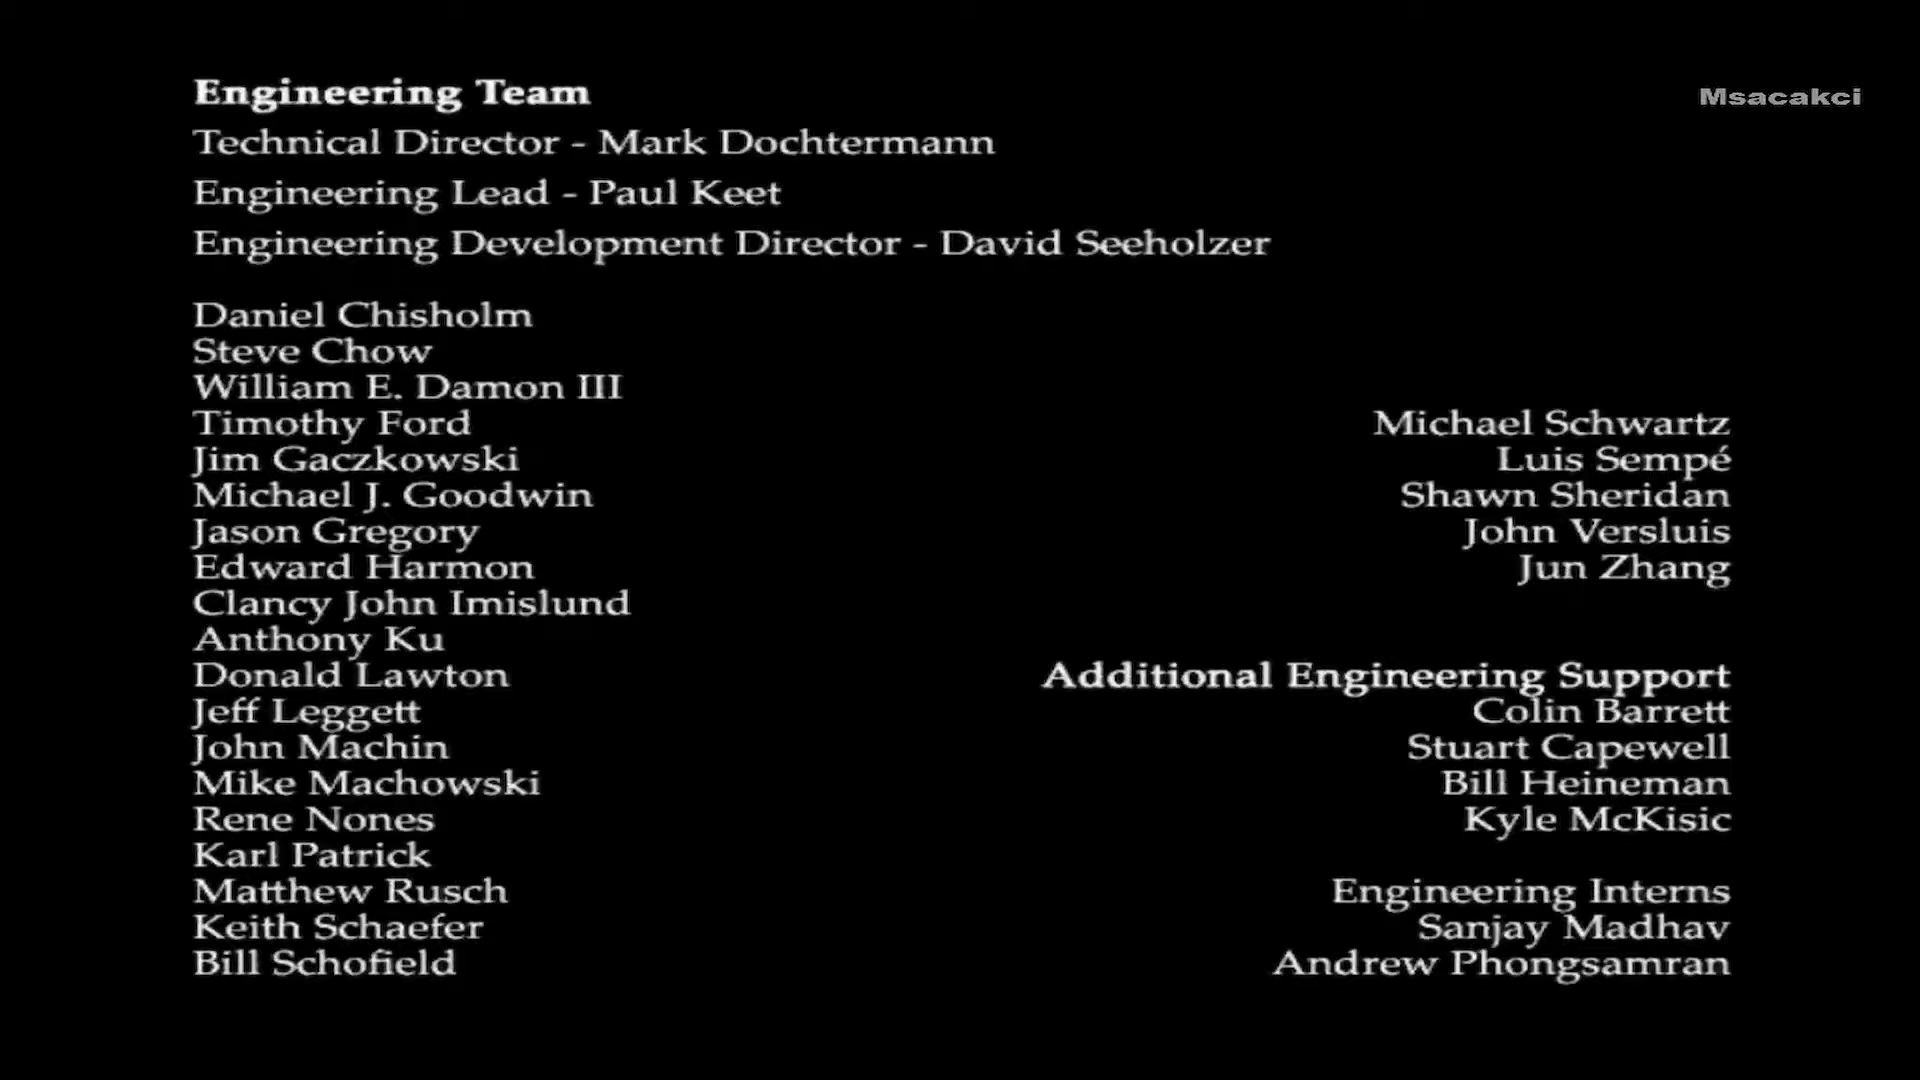 Engineering Team
Msacakci
Technical Director - Mark Dochtermann
Engineering Lead - Paul Keet
Engineering Development Director - David Seeholzer
Daniel Chisholm
Steve Chow
William E. Damon III
Timothy Ford
Jim Gaczkowski
Michael J. Goodwin
Jason Gregory
Edward Harmon
Clancy John Imislund
Anthony Ku
Donald Lawton
Jeff Leggett
John Machin
Mike Machowski
Rene Nones
Karl Patrick
Matthew Rusch
Keith Schaefer
Bill Schofield
Michael Schwartz
Luis Sempé
Shawn Sheridan
John Versluis
Jun Zhang
Additional Engineering Support
Colin Barrett
Stuart Capewell
Bill Heineman
Kyle McKisic
Engineering Interns
Sanjay Madhav
Andrew Phongsamran